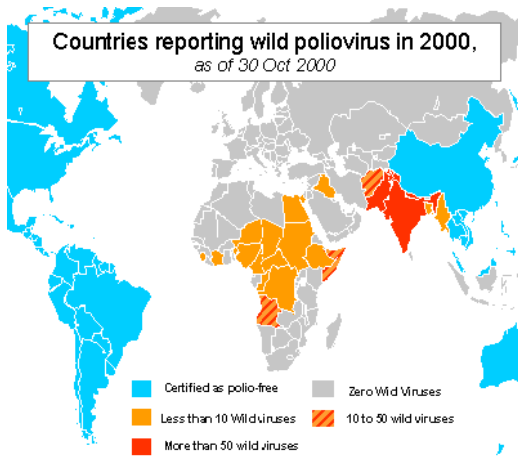 Countries reporting wild poliovirus in 2000,
as of 30 Oct 2000
Certified as polio-free
Zero Wid Viruses
Less than 10 Wild viruses
10 to 50 wild viruses
More than 50 wild viruses